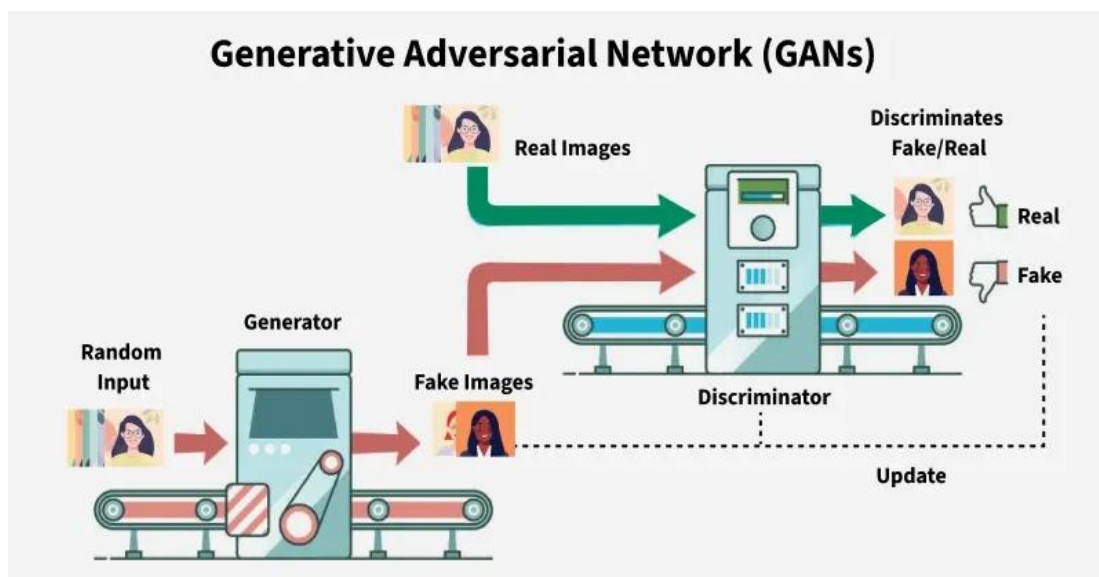 Generative Adversarial Network (GANs)
Real Images
Discriminates
Fake/Real
Real
Fake
Generator
Random
Input
Fake Images
Discriminator
Update